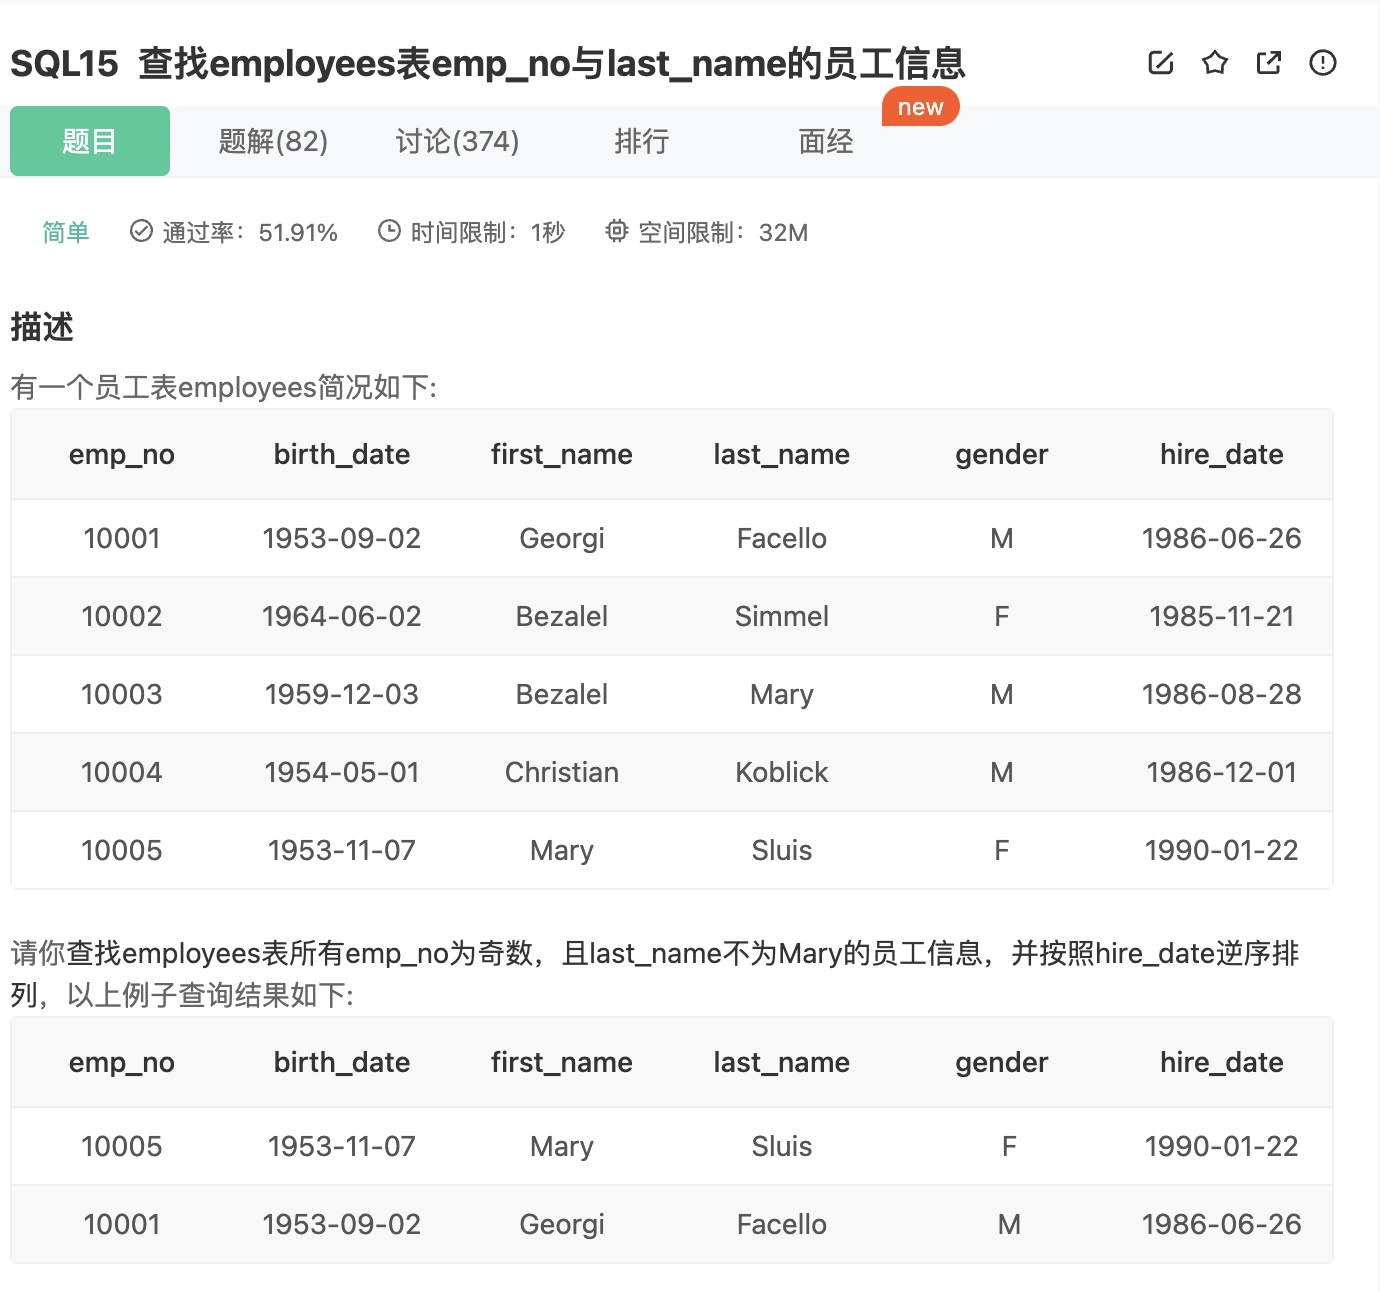 SQL15 查找employees表emp_no与last_name的员工信息
new
题目 题解(82) 讨论(374) 排行 面经
简单 通过率：51.91% 时间限制：1秒 空间限制：32M
描述
有一个员工表employees简况如下:
emp_no birth_date first_name last_name gender hire_date
10001 1953-09-02 Georgi Facello M 1986-06-26
10002 1964-06-02 Bezalel Simmel F 1985-11-21
10003 1959-12-03 Bezalel Mary M 1986-08-28
10004 1954-05-01 Christian Koblick M 1986-12-01
10005 1953-11-07 Mary Sluis F 1990-01-22
请你查找employees表所有emp_no为奇数，且last_name不为Mary的员工信息，并按照hire_date逆序排
列，以上例子查询结果如下:
emp_no birth_date first_name last_name gender hire_date
10005 1953-11-07 Mary Sluis F 1990-01-22
10001 1953-09-02 Georgi Facello M 1986-06-26